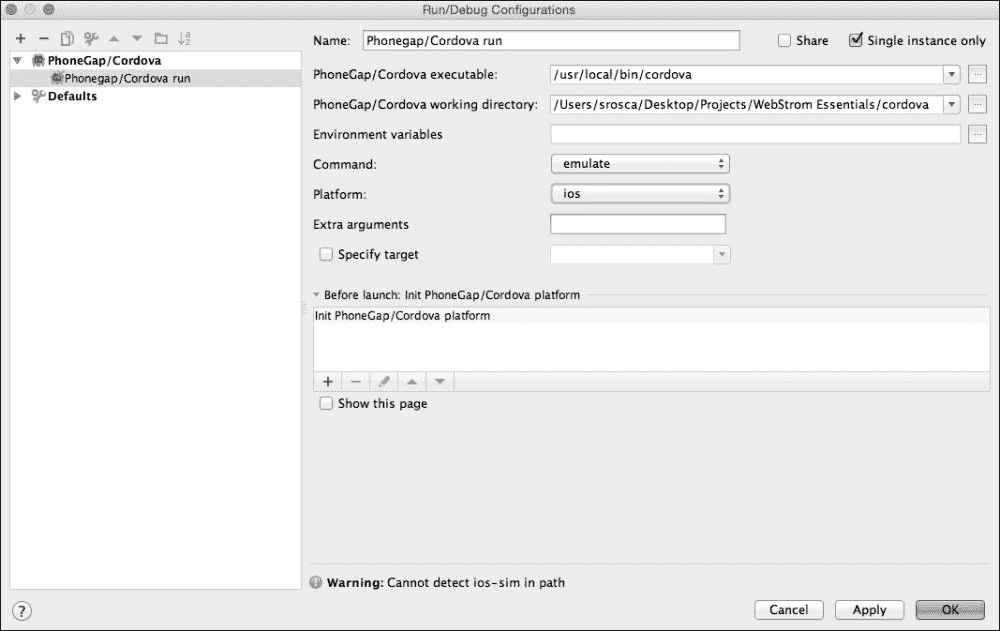 Run/Debug Configurations
Name: Phonegap/Cordova run
Share
Single instance only
PhoneGap/Cordova
Phonegap/Cordova run
Defaults
PhoneGap/Cordova executable: /usr/local/bin/cordova
PhoneGap/Cordova working directory: /Users/srosca/Desktop/Projects/WebStrom Essentials/cordova
Environment variables
Command: emulate
Platform: ios
Extra arguments
Specify target
Before launch: Init PhoneGap/Cordova platform
Init PhoneGap/Cordova platform
Show this page
Warning: Cannot detect ios-sim in path
?
Cancel
Apply
OK